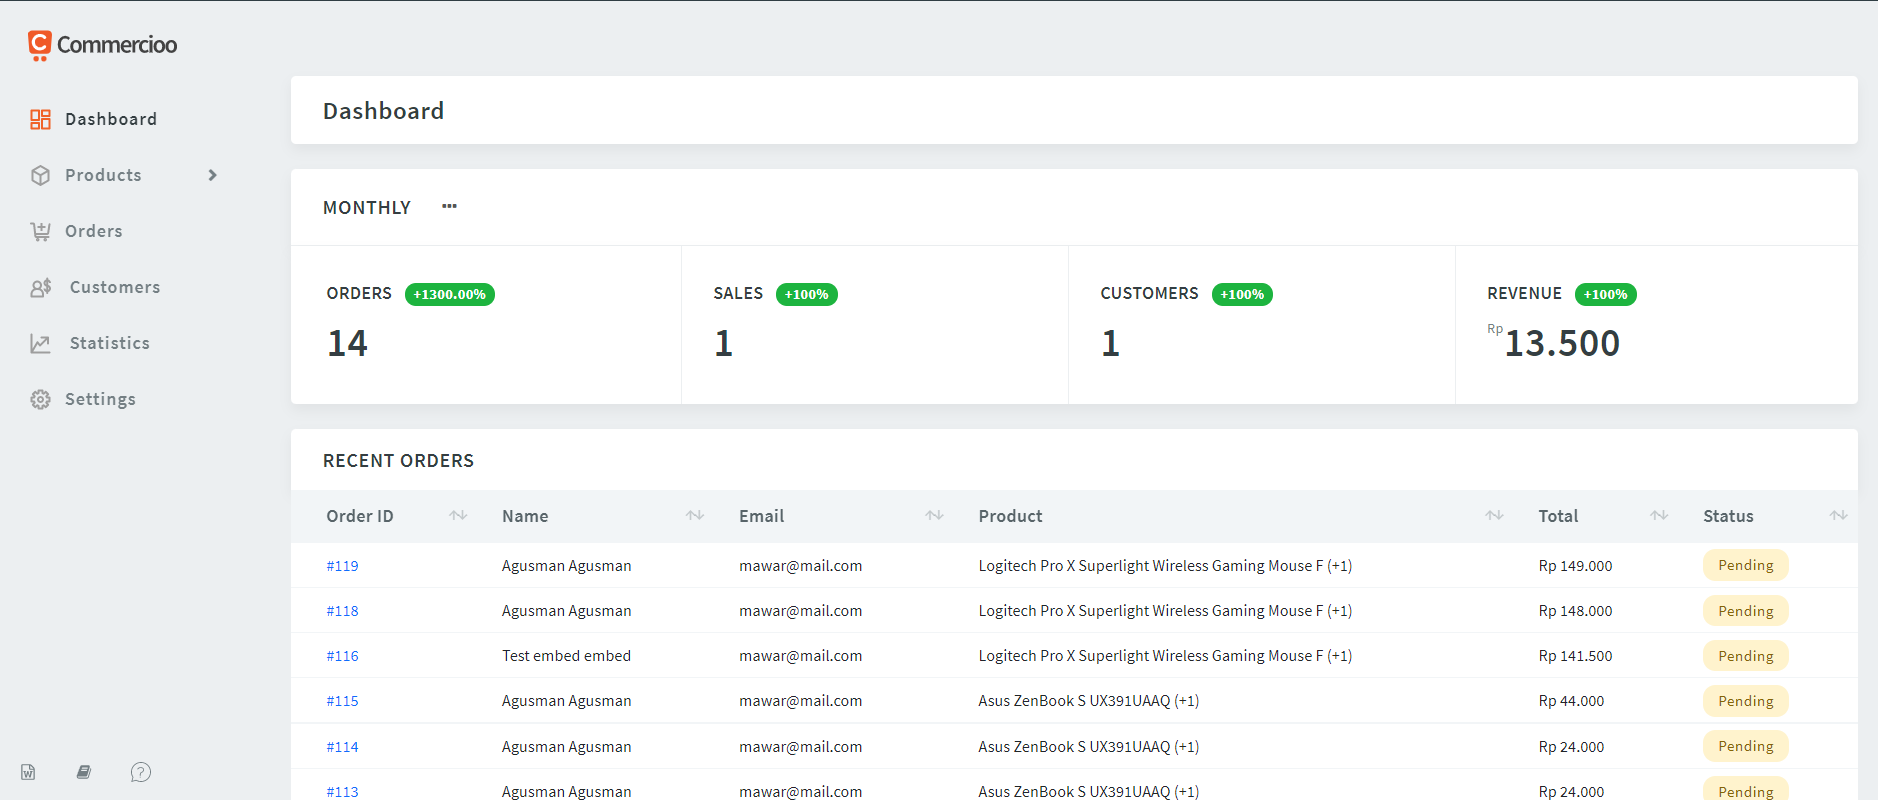 Commercioo
Dashboard
Products
Orders
Customers
Statistics
Settings
Dashboard
MONTHLY
ORDERS +1300.00%
14
SALES +100%
1
CUSTOMERS +100%
1
REVENUE +100%
Rp 13.500
RECENT ORDERS
Order ID Name Email Product Total Status
#119 Agusman Agusman mawar@mail.com Logitech Pro X Superlight Wireless Gaming Mouse F (+1) Rp 149.000 Pending
#118 Agusman Agusman mawar@mail.com Logitech Pro X Superlight Wireless Gaming Mouse F (+1) Rp 148.000 Pending
#116 Test embed embed mawar@mail.com Logitech Pro X Superlight Wireless Gaming Mouse F (+1) Rp 141.500 Pending
#115 Agusman Agusman mawar@mail.com Asus ZenBook S UX391UAAQ (+1) Rp 44.000 Pending
#114 Agusman Agusman mawar@mail.com Asus ZenBook S UX391UAAQ (+1) Rp 24.000 Pending
#113 Agusman Agusman mawar@mail.com Asus ZenBook S UX391UAAQ (+1) Rp 24.000 Pending